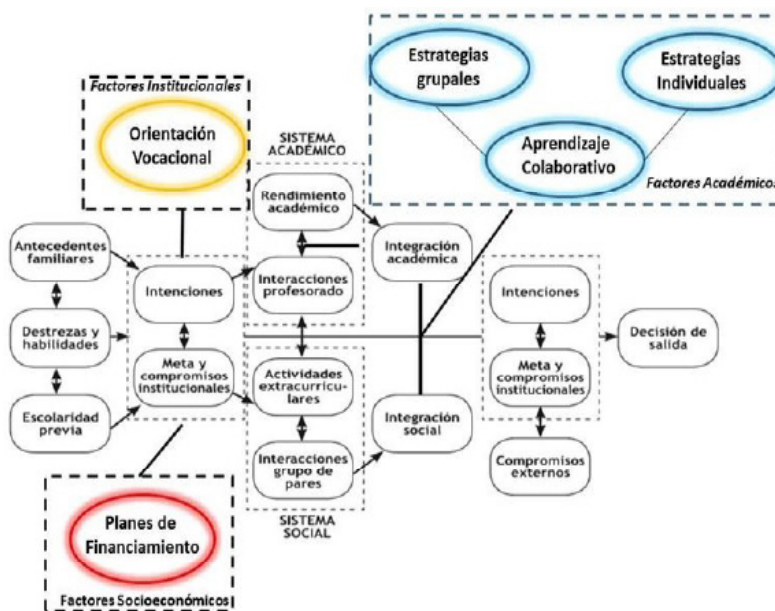 Factores Institucionales
Orientación
Vocacional
Estrategias
grupales
Estrategias
Individuales
Aprendizaje
Colaborativo
Factores Académicos
SISTEMA
ACADÉMICO
Rendimiento
académico
Antecedentes
familiares
Intenciones
Interacciones
profesorado
Integración
académica
Intenciones
Destrezas y
habilidades
Decisión de
salida
Meta y
compromisos
institucionales
Actividades
extracurricu-
lares
Meta y
compromisos
institucionales
Escolaridad
previa
Integración
social
Interacciones
grupo de
pares
Compromisos
externos
SISTEMA
SOCIAL
Planes de
Financiamiento
Factores Socioeconómicos